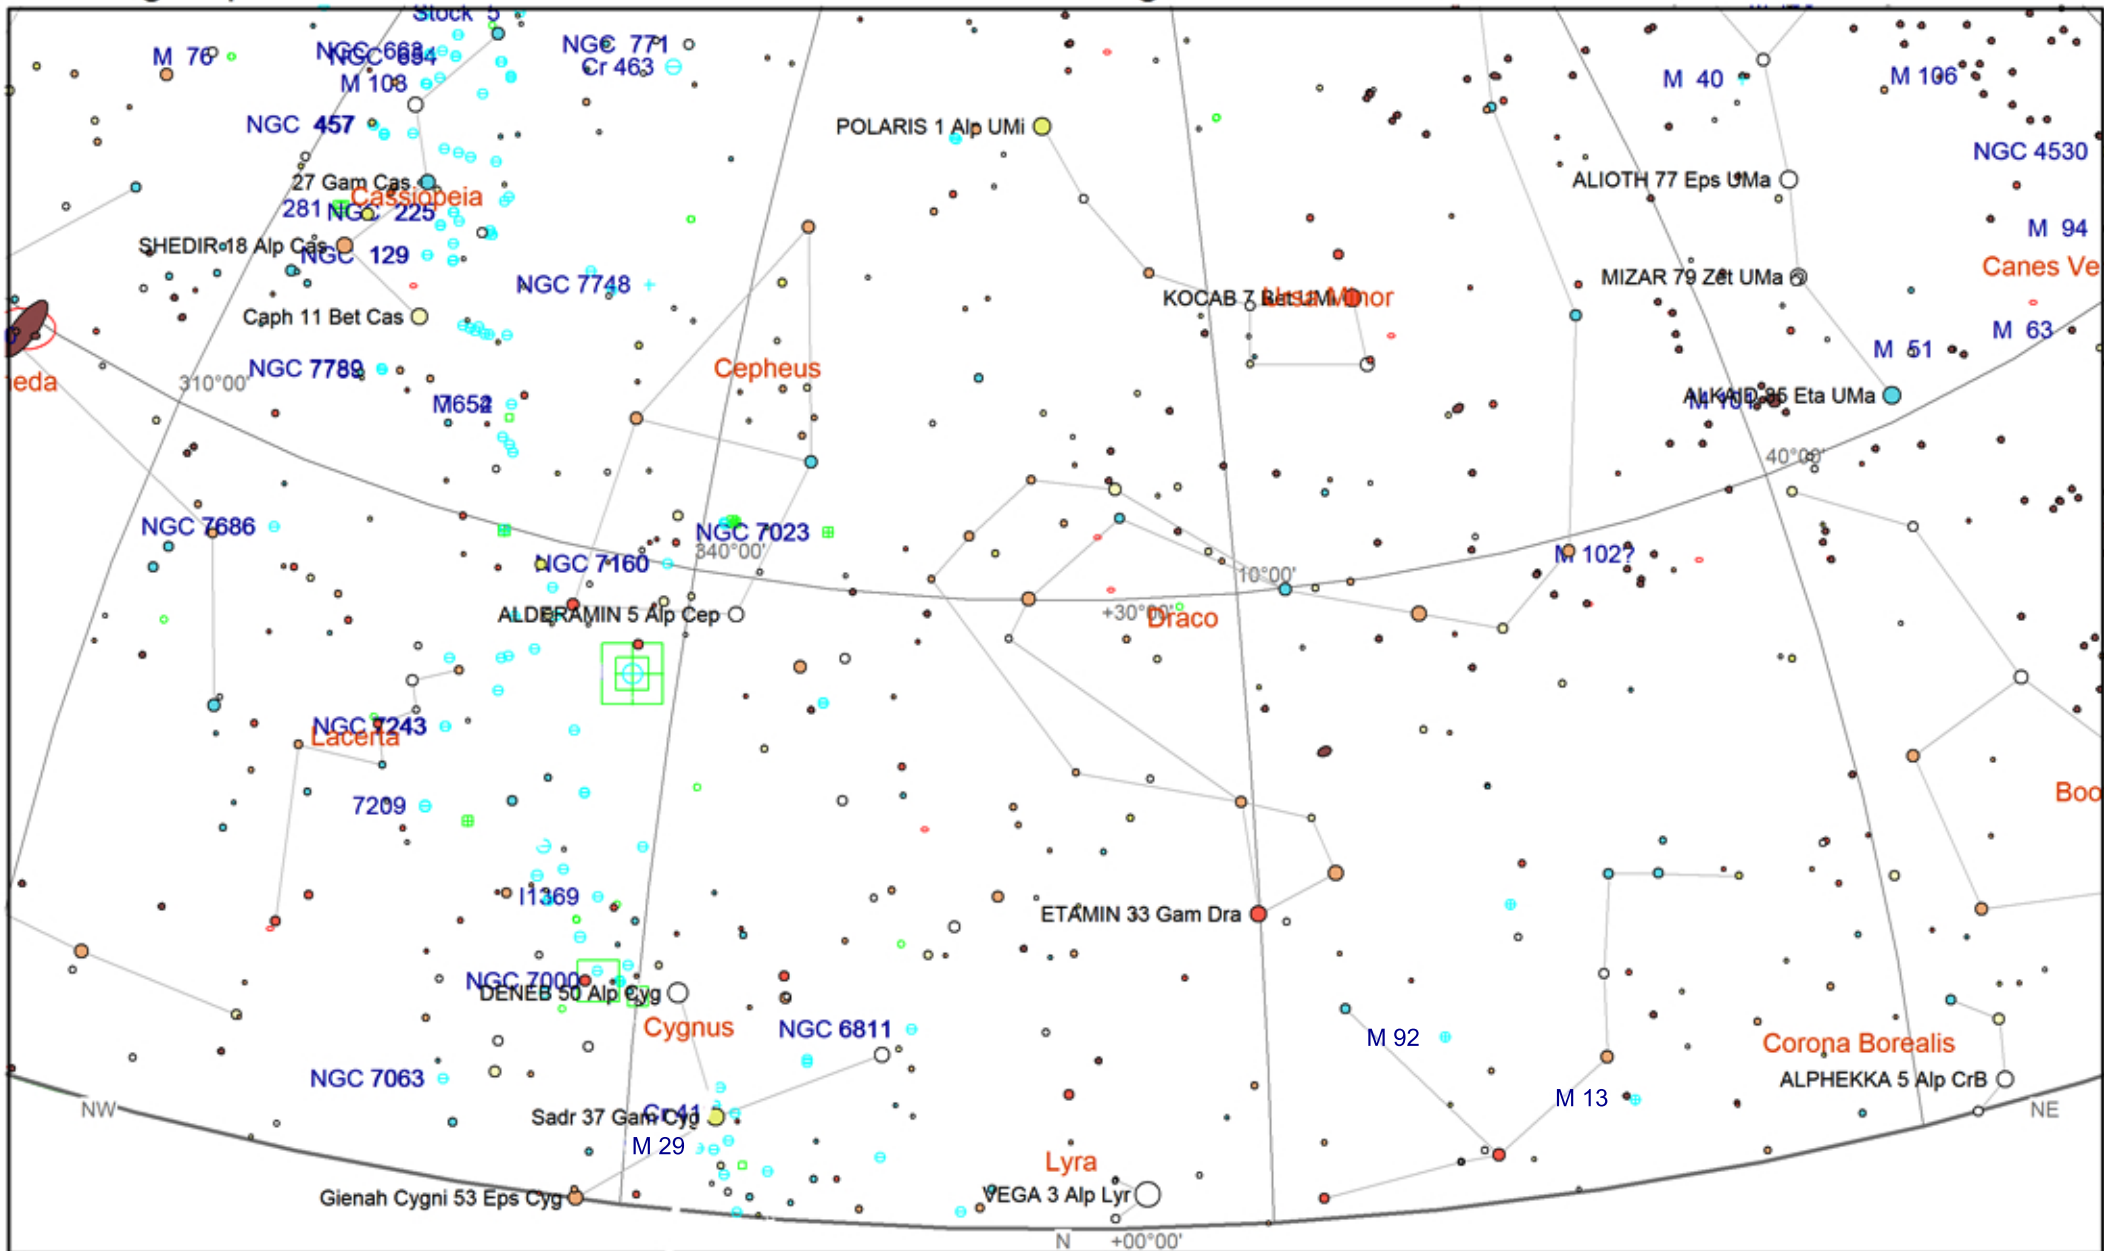 Stock 5
M 76
NGC 663
NGC 654
NGC 771
Cr 463
M 103
M 40
M 106
NGC 457
POLARIS 1 Alp UMi
NGC 4530
27 Gam Cas
Cassiopeia
ALIOTH 77 Eps UMa
281
NGC 225
M 94
SHEDIR 18 Alp Cas
NGC 129
Canes Ve
MIZAR 79 Zet UMa
NGC 7748
KOCAB 7 Bet UMi
Ursa Minor
Caph 11 Bet Cas
M 63
M 51
NGC 7789
Cepheus
310°00'
eda
ALKAID 85 Eta UMa
M 101
40°00'
NGC 7686
NGC 7023
340°00'
M 102?
NGC 7160
10°00'
+30°00'
Draco
ALDERAMIN 5 Alp Cep
NGC 7243
Lacerta
7209
Boo
I1369
ETAMIN 33 Gam Dra
NGC 7000
DENEB 50 Alp Cyg
Cygnus
NGC 6811
M 92
Corona Borealis
NGC 7063
ALPHEKKA 5 Alp CrB
M 13
NW
NE
Cr 41
Sadr 37 Gam Cyg
M 29
Lyra
VEGA 3 Alp Lyr
Gienah Cygni 53 Eps Cyg
N
+00°00'